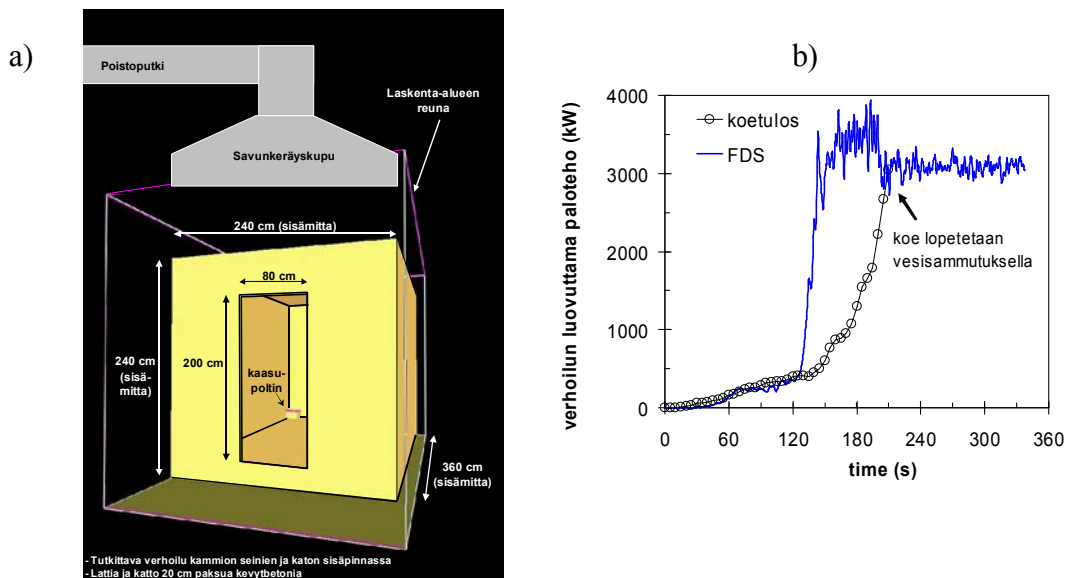 a)
Poistoputki
Laskenta-alueen
reuna
Savunkeräyskupu
240 cm (sisämitta)
80 cm
240 cm
(sisä-
mitta)
200 cm
kaasu-
poltin
360 cm
(sisämitta)
- Tutkittava verhoilu kammion seinien ja katon sisäpinnassa
- Lattia ja katto 20 cm paksua kevytbetonia
b)
verhoilun luovuttama paloteho (kW)
4000
3000
2000
1000
0
koetulos
FDS
koe lopetetaan
vesisammutuksella
0 60 120 180 240 300 360
time (s)